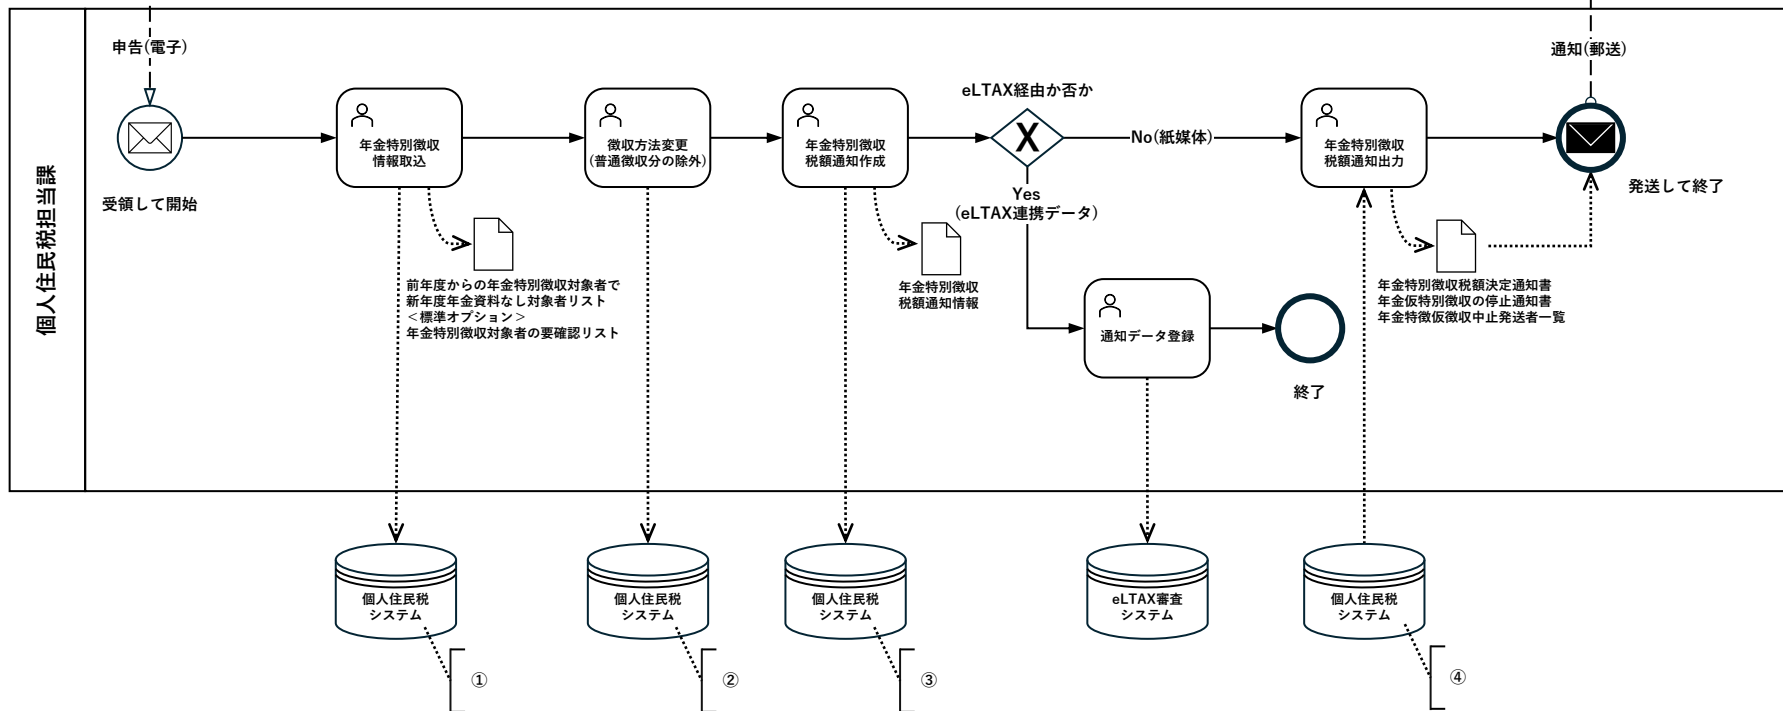 個人住民税担当課
申告(電子)
受領して開始
年金特別徴収
情報取込
前年度からの年金特別徴収対象者で
新年度年金資料なし対象者リスト
＜標準オプション＞
年金特別徴収対象者の要確認リスト
徴収方法変更
(普通徴収分の除外)
年金特別徴収
税額通知作成
年金特別徴収
税額通知情報
eLTAX経由か否か
X
No(紙媒体)
Yes
(eLTAX連携データ)
通知データ登録
終了
年金特別徴収
税額通知出力
年金特別徴収税額決定通知書
年金仮特別徴収の停止通知書
年金特徴仮徴収中止発送者一覧
通知(郵送)
発送して終了
個人住民税
システム
①
個人住民税
システム
②
個人住民税
システム
③
eLTAX審査
システム
個人住民税
システム
④